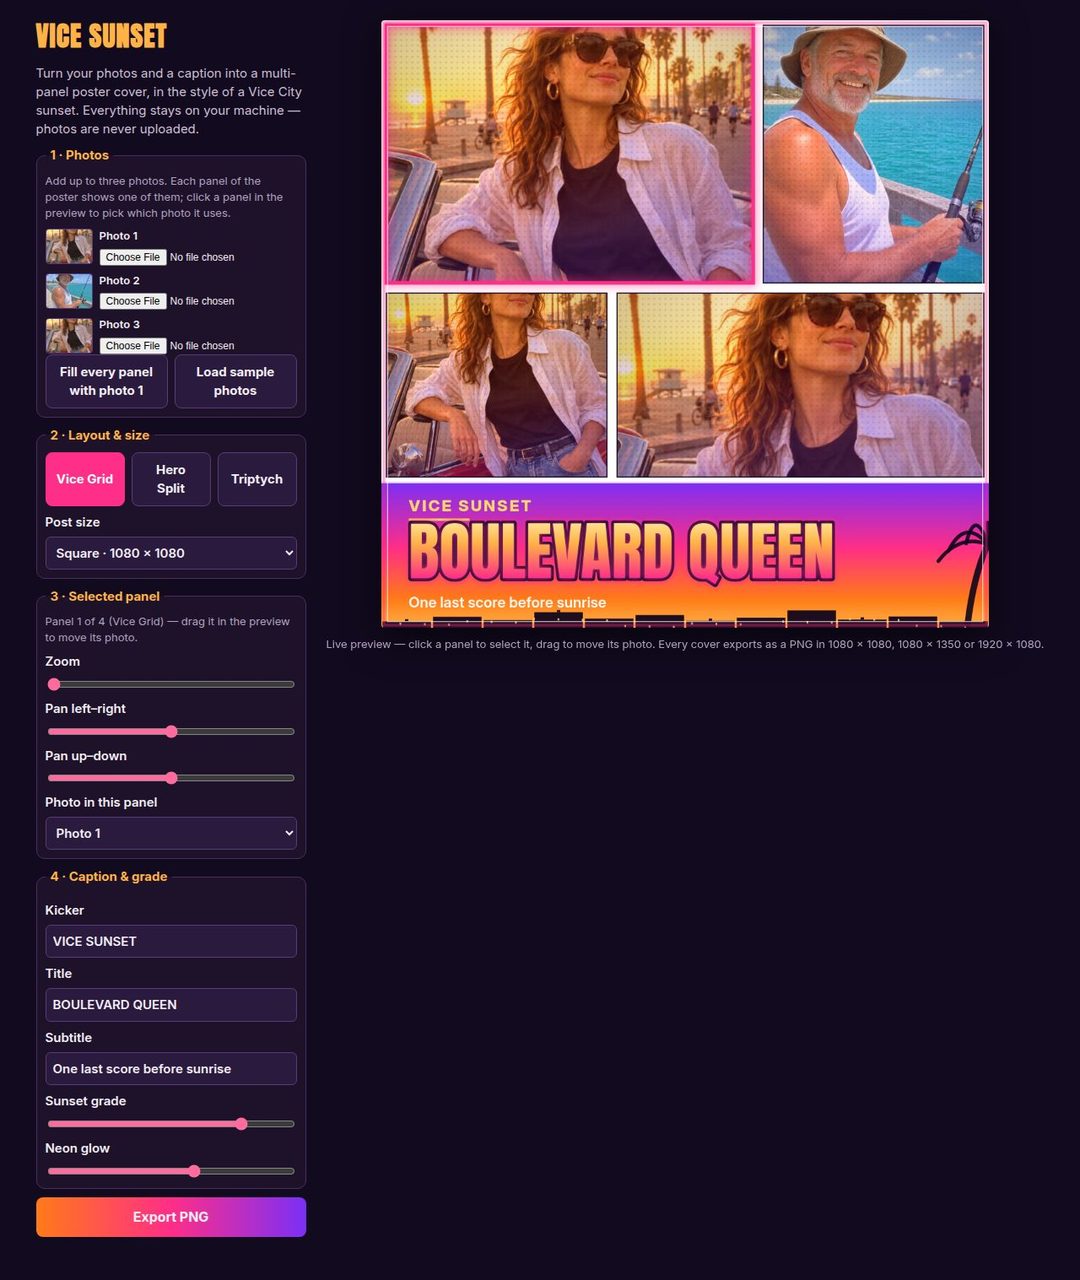 VICE SUNSET
Turn your photos and a caption into a multi-
panel poster cover, in the style of a Vice City
sunset. Everything stays on your machine —
photos are never uploaded.
1 · Photos
Add up to three photos. Each panel of the
poster shows one of them; click a panel in the
preview to pick which photo it uses.
Photo 1
Choose File No file chosen
Photo 2
Choose File No file chosen
Photo 3
Choose File No file chosen
Fill every panel
with photo 1
Load sample
photos
2 · Layout & size
Vice Grid
Hero
Split
Triptych
Post size
Square · 1080 × 1080
3 · Selected panel
Panel 1 of 4 (Vice Grid) — drag it in the preview
to move its photo.
Zoom
Pan left–right
Pan up–down
Photo in this panel
Photo 1
4 · Caption & grade
Kicker
VICE SUNSET
Title
BOULEVARD QUEEN
Subtitle
One last score before sunrise
Sunset grade
Neon glow
Export PNG
VICE SUNSET
BOULEVARD QUEEN
One last score before sunrise
Live preview — click a panel to select it, drag to move its photo. Every cover exports as a PNG in 1080 × 1080, 1080 × 1350 or 1920 × 1080.